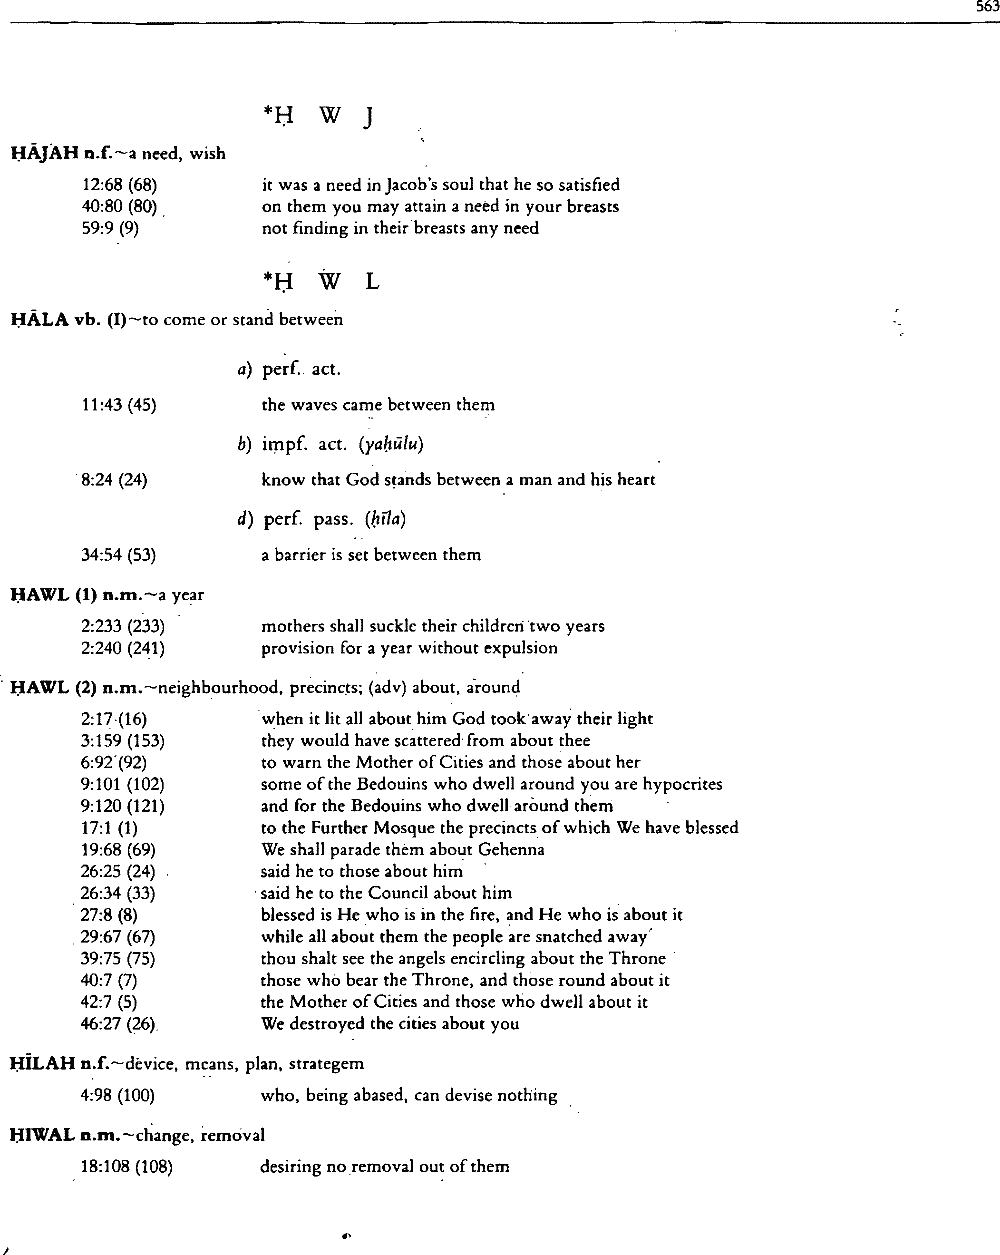 563
*Ḥ W J
ḤĀJAH n.f.~a need, wish
12:68 (68) it was a need in Jacob's soul that he so satisfied
40:80 (80) on them you may attain a need in your breasts
59:9 (9) not finding in their breasts any need
*Ḥ W L
ḤĀLA vb. (I)~to come or stand between
a) perf. act.
11:43 (45) the waves came between them
b) impf. act. (yaḥūlu)
8:24 (24) know that God stands between a man and his heart
d) perf. pass. (ḥīla)
34:54 (53) a barrier is set between them
ḤAWL (1) n.m.~a year
2:233 (233) mothers shall suckle their children two years
2:240 (241) provision for a year without expulsion
ḤAWL (2) n.m.~neighbourhood, precincts; (adv) about, around
2:17 (16) when it lit all about him God took away their light
3:159 (153) they would have scattered from about thee
6:92 (92) to warn the Mother of Cities and those about her
9:101 (102) some of the Bedouins who dwell around you are hypocrites
9:120 (121) and for the Bedouins who dwell around them
17:1 (1) to the Further Mosque the precincts of which We have blessed
19:68 (69) We shall parade them about Gehenna
26:25 (24) said he to those about him
26:34 (33) said he to the Council about him
27:8 (8) blessed is He who is in the fire, and He who is about it
29:67 (67) while all about them the people are snatched away
39:75 (75) thou shalt see the angels encircling about the Throne
40:7 (7) those who bear the Throne, and those round about it
42:7 (5) the Mother of Cities and those who dwell about it
46:27 (26) We destroyed the cities about you
ḤĪLAH n.f.~device, means, plan, strategem
4:98 (100) who, being abased, can devise nothing
ḤIWAL n.m.~change, removal
18:108 (108) desiring no removal out of them